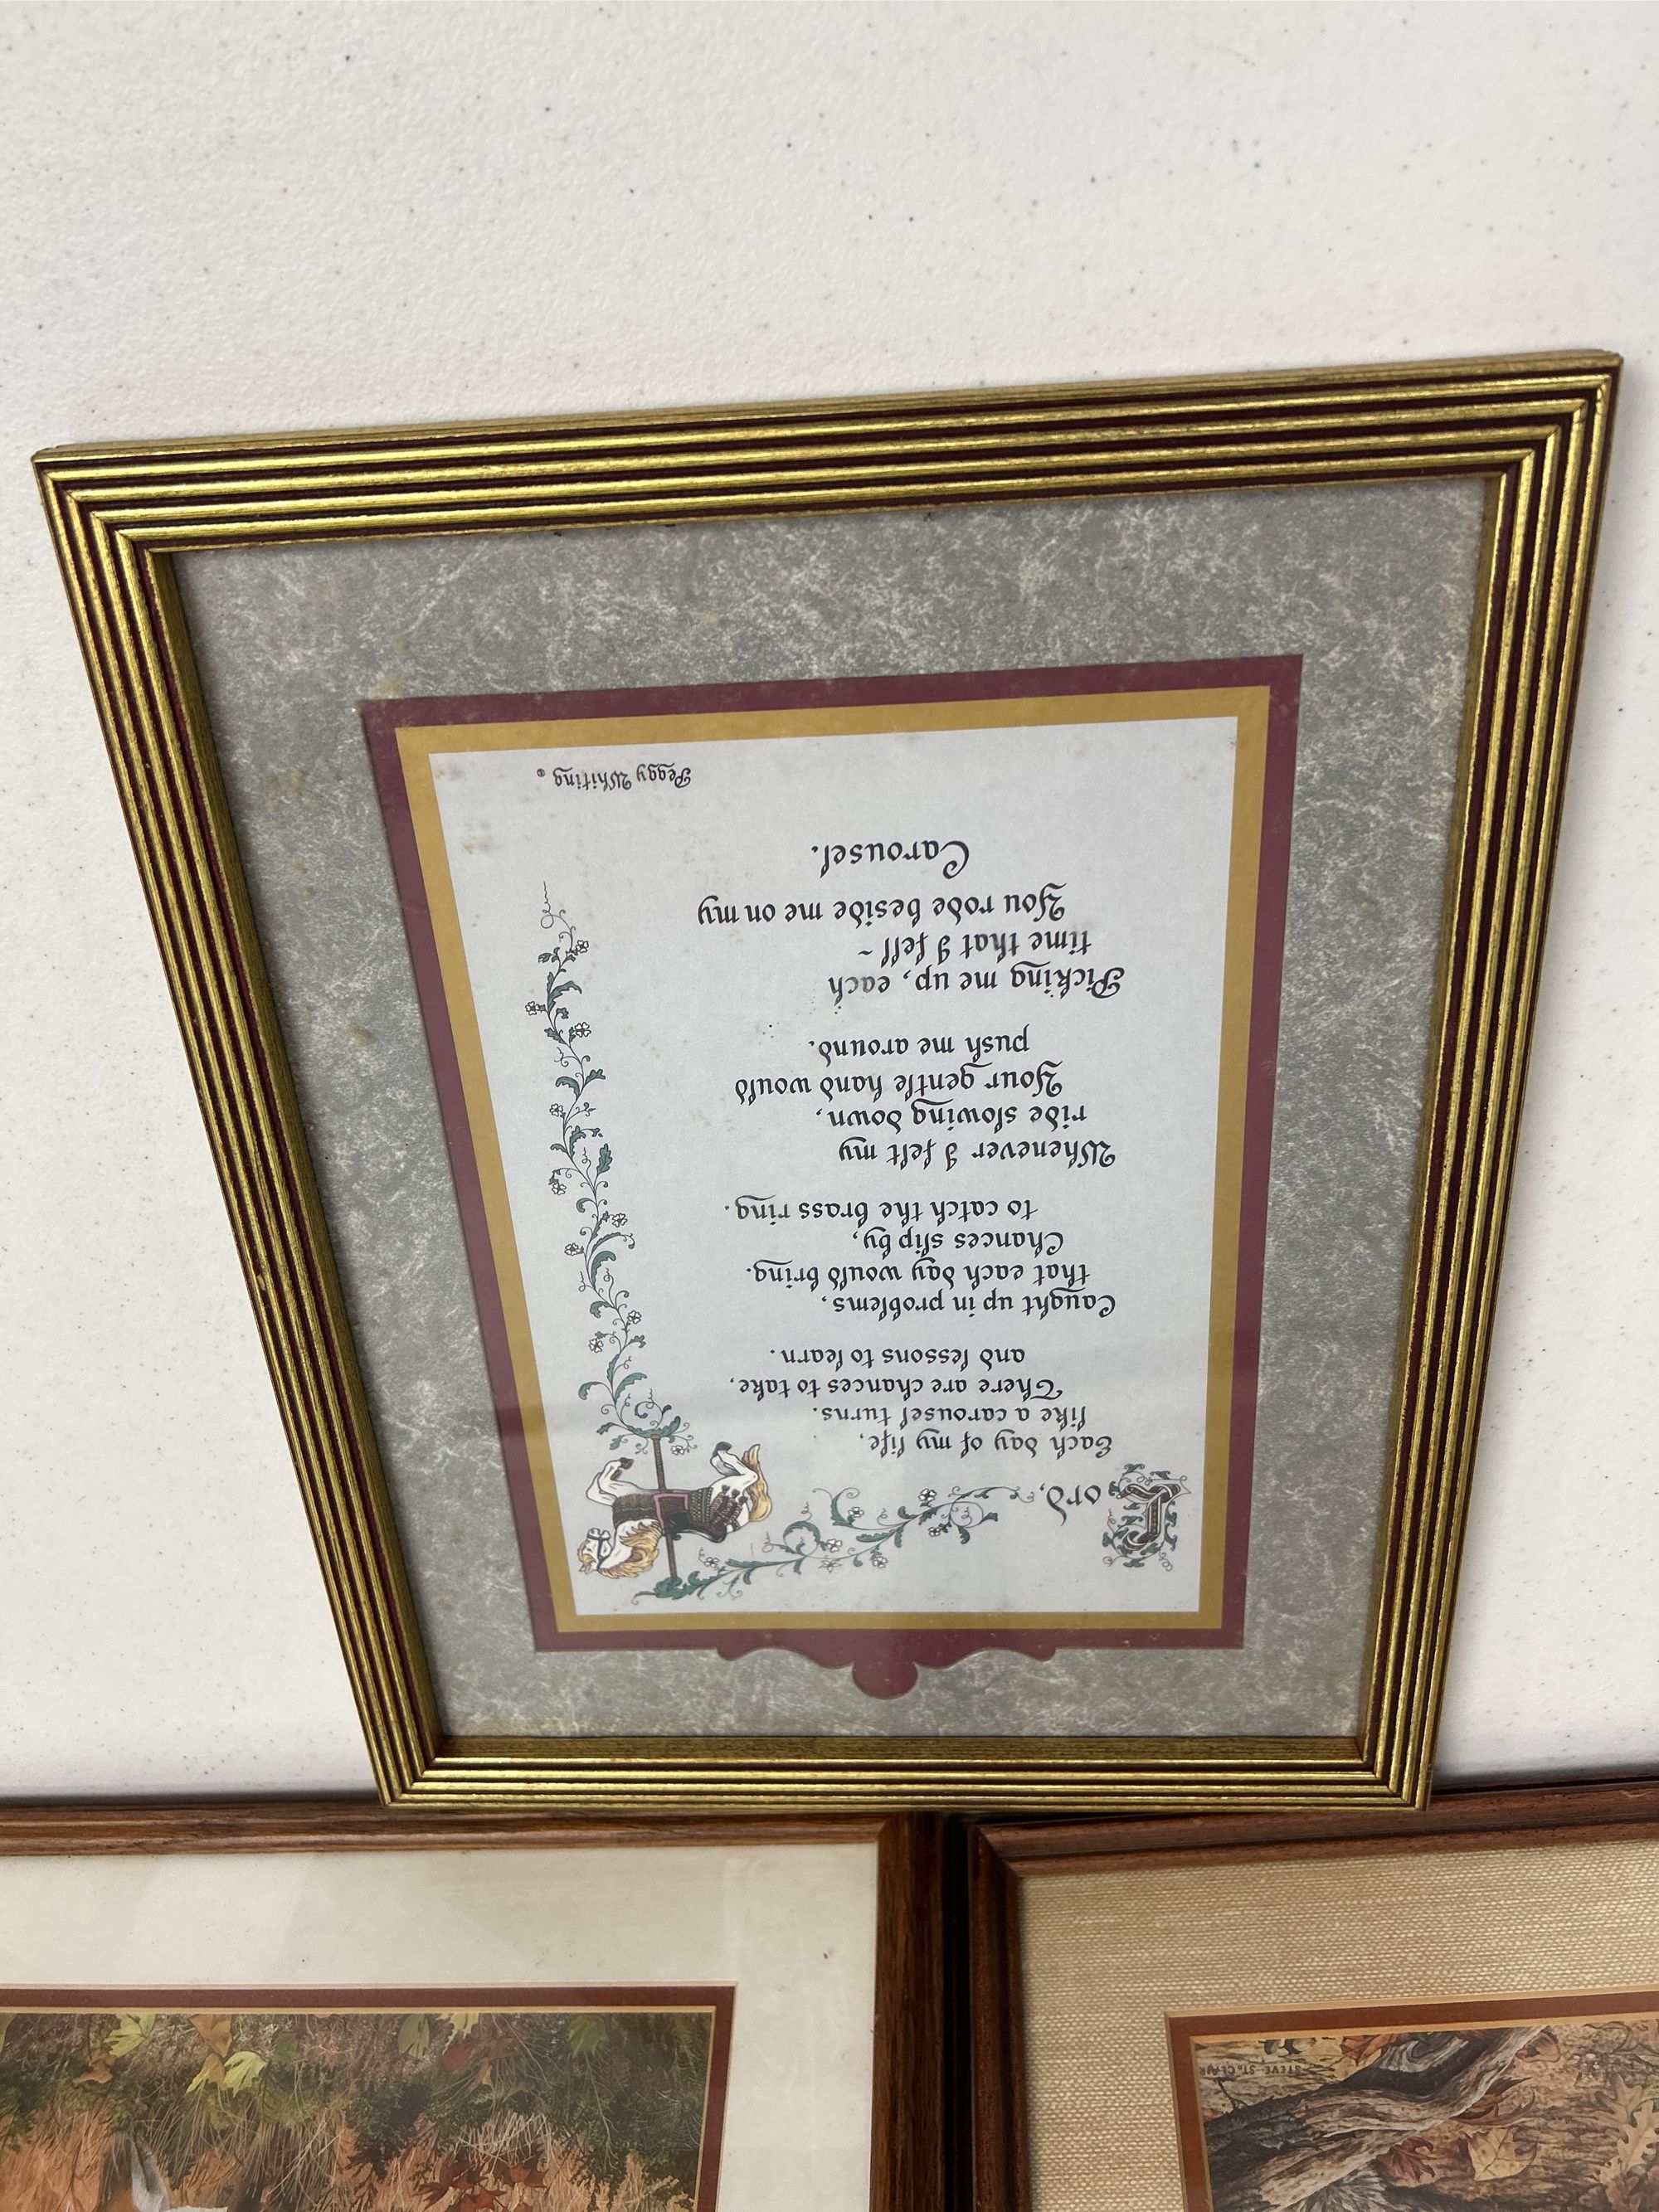 Lord,
Each day of my life,
like a carousel turns.
There are chances to take,
and lessons to learn.
Caught up in problems,
that each day would bring.
Chances slip by,
to catch the brass ring.
Whenever I felt my
ride slowing down,
Your gentle hand would
push me around.
Picking me up, each
time that I fell ~
You rode beside me on my
Carousel.
Peggy Whiting©
STEVE ST. CLAIR